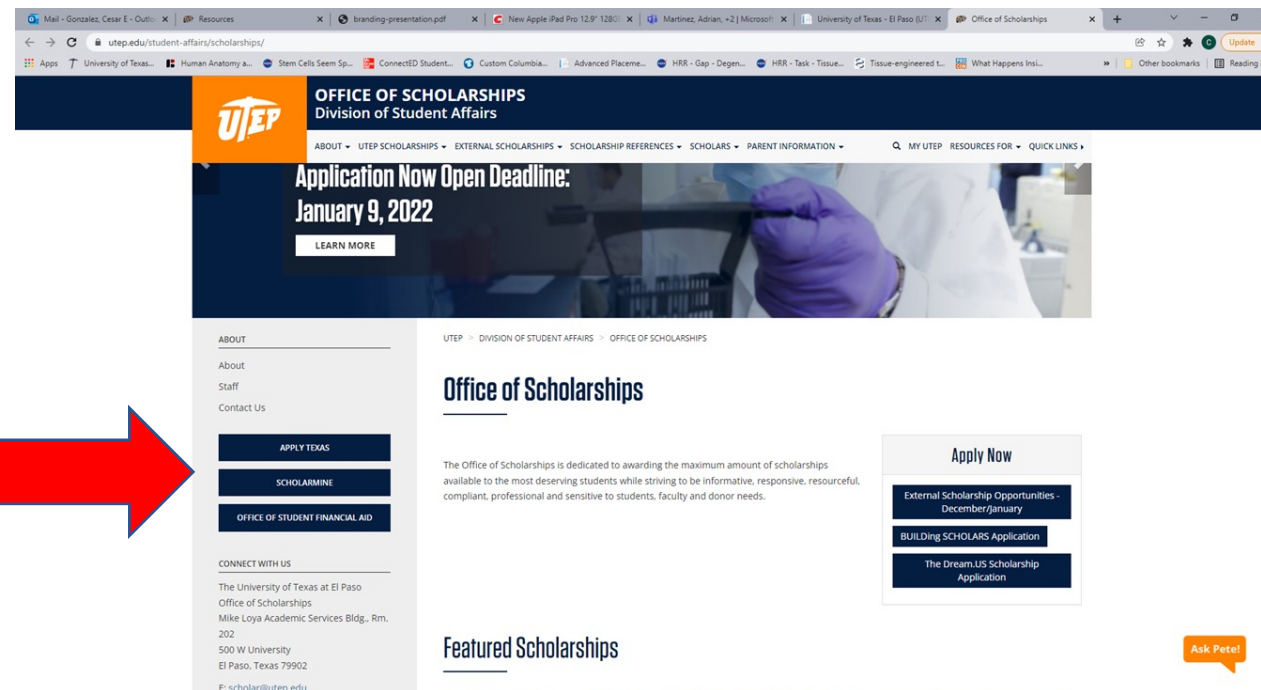 Mail - Gonzalez, Cesar E - Outlo
Resources
branding-presentation.pdf
New Apple iPad Pro 12.9" 128G
Martinez, Adrian, +2 | Microsoft
University of Texas - El Paso (UT
Office of Scholarships
utep.edu/student-affairs/scholarships/
Update
Apps
University of Texas...
Human Anatomy a...
Stem Cells Seem Sp...
ConnectED Student...
Custom Columbia...
Advanced Placeme...
HRR - Gap - Degen...
HRR - Task - Tissue...
Tissue-engineered t...
What Happens Insi...
»
Other bookmarks
Reading
UTEP
OFFICE OF SCHOLARSHIPS
Division of Student Affairs
ABOUT
UTEP SCHOLARSHIPS
EXTERNAL SCHOLARSHIPS
SCHOLARSHIP REFERENCES
SCHOLARS
PARENT INFORMATION
MY UTEP
RESOURCES FOR
QUICK LINKS
Application Now Open Deadline:
January 9, 2022
LEARN MORE
ABOUT
About
Staff
Contact Us
APPLY TEXAS
SCHOLARMINE
OFFICE OF STUDENT FINANCIAL AID
CONNECT WITH US
The University of Texas at El Paso
Office of Scholarships
Mike Loya Academic Services Bldg., Rm.
202
500 W University
El Paso, Texas 79902
E: scholar@utep.edu
UTEP > DIVISION OF STUDENT AFFAIRS > OFFICE OF SCHOLARSHIPS
Office of Scholarships
The Office of Scholarships is dedicated to awarding the maximum amount of scholarships
available to the most deserving students while striving to be informative, responsive, resourceful,
compliant, professional and sensitive to students, faculty and donor needs.
Apply Now
External Scholarship Opportunities -
December/January
BUILDing SCHOLARS Application
The Dream.US Scholarship
Application
Featured Scholarships
Ask Pete!